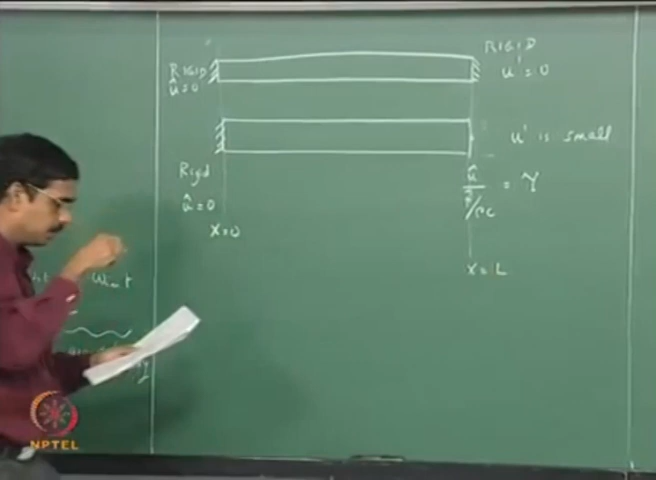 RIGID
û = 0
RIGID
u' = 0
u' is small
Rigid
û = 0
û
/ρc
= Y
x=0
x = L
NPTEL